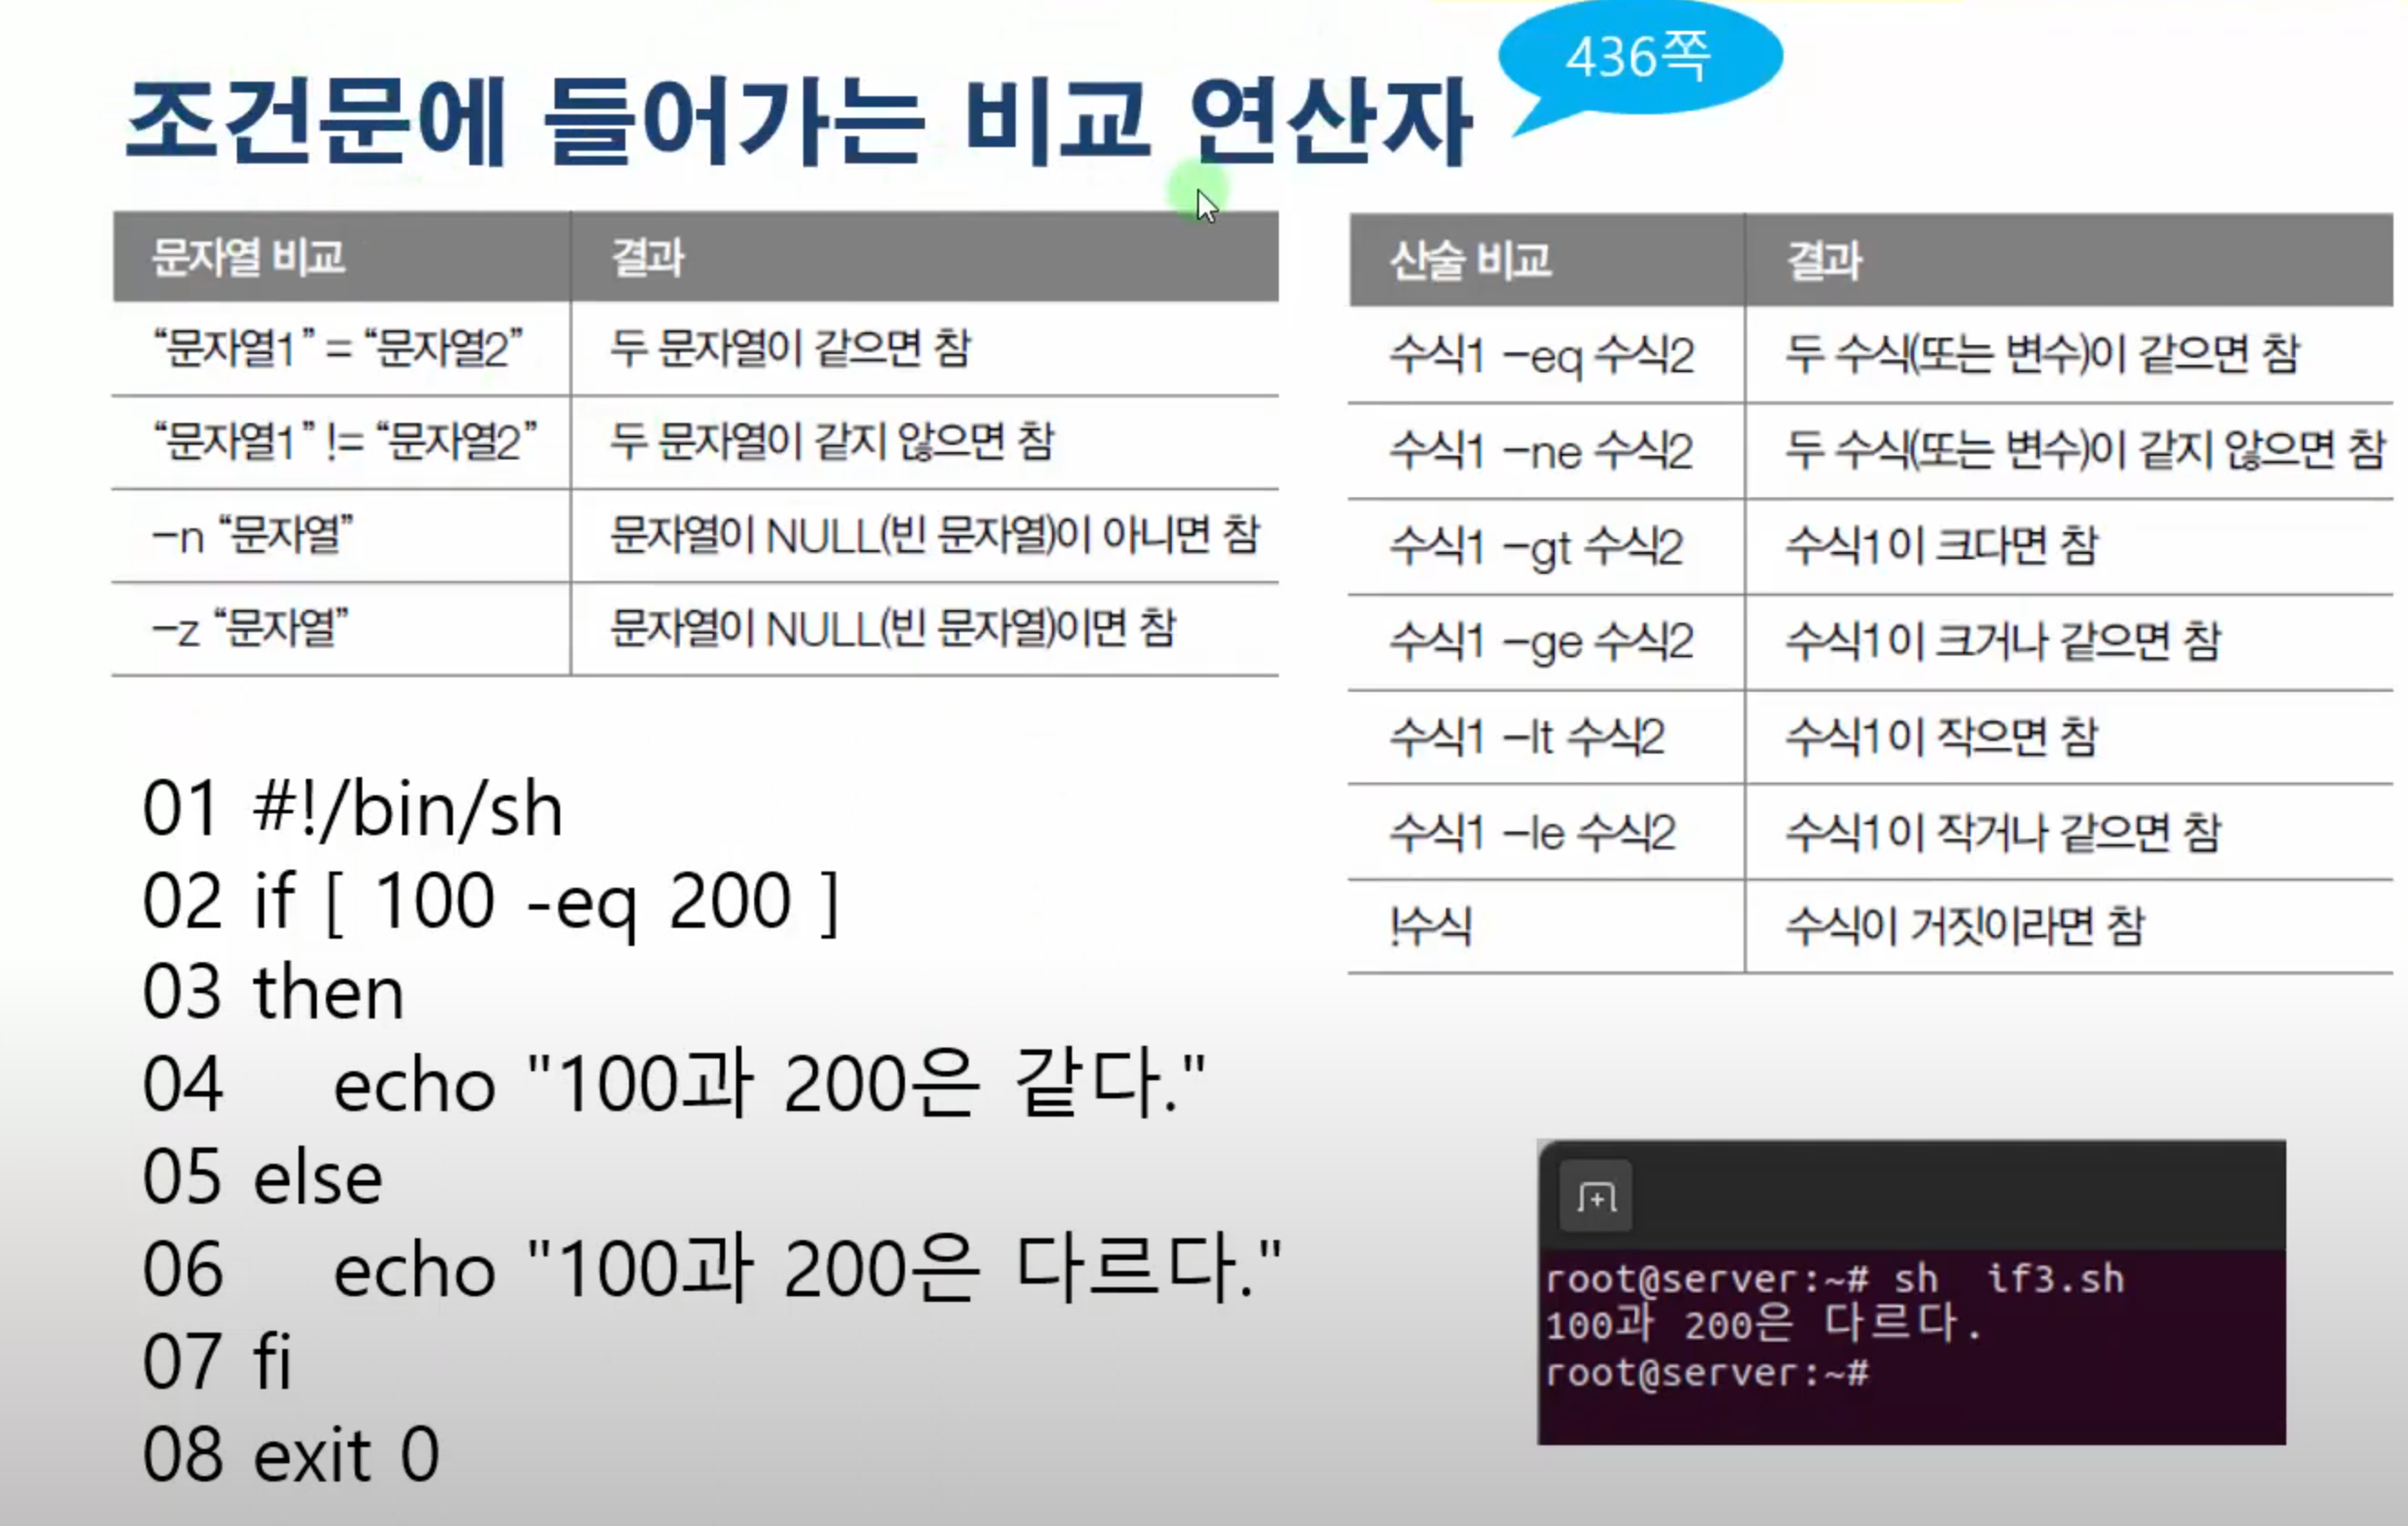 436쪽
조건문에 들어가는 비교 연산자
문자열 비교 결과
“문자열1” = “문자열2” 두 문자열이 같으면 참
“문자열1” != “문자열2” 두 문자열이 같지 않으면 참
–n “문자열” 문자열이 NULL(빈 문자열)이 아니면 참
–z “문자열” 문자열이 NULL(빈 문자열)이면 참
산술 비교 결과
수식1 –eq 수식2 두 수식(또는 변수)이 같으면 참
수식1 –ne 수식2 두 수식(또는 변수)이 같지 않으면 참
수식1 –gt 수식2 수식1이 크다면 참
수식1 –ge 수식2 수식1이 크거나 같으면 참
수식1 –lt 수식2 수식1이 작으면 참
수식1 –le 수식2 수식1이 작거나 같으면 참
!수식 수식이 거짓이라면 참
01 #!/bin/sh
02 if [ 100 -eq 200 ]
03 then
04 echo "100과 200은 같다."
05 else
06 echo "100과 200은 다르다."
07 fi
08 exit 0
root@server:~# sh  if3.sh
100과 200은 다르다.
root@server:~#